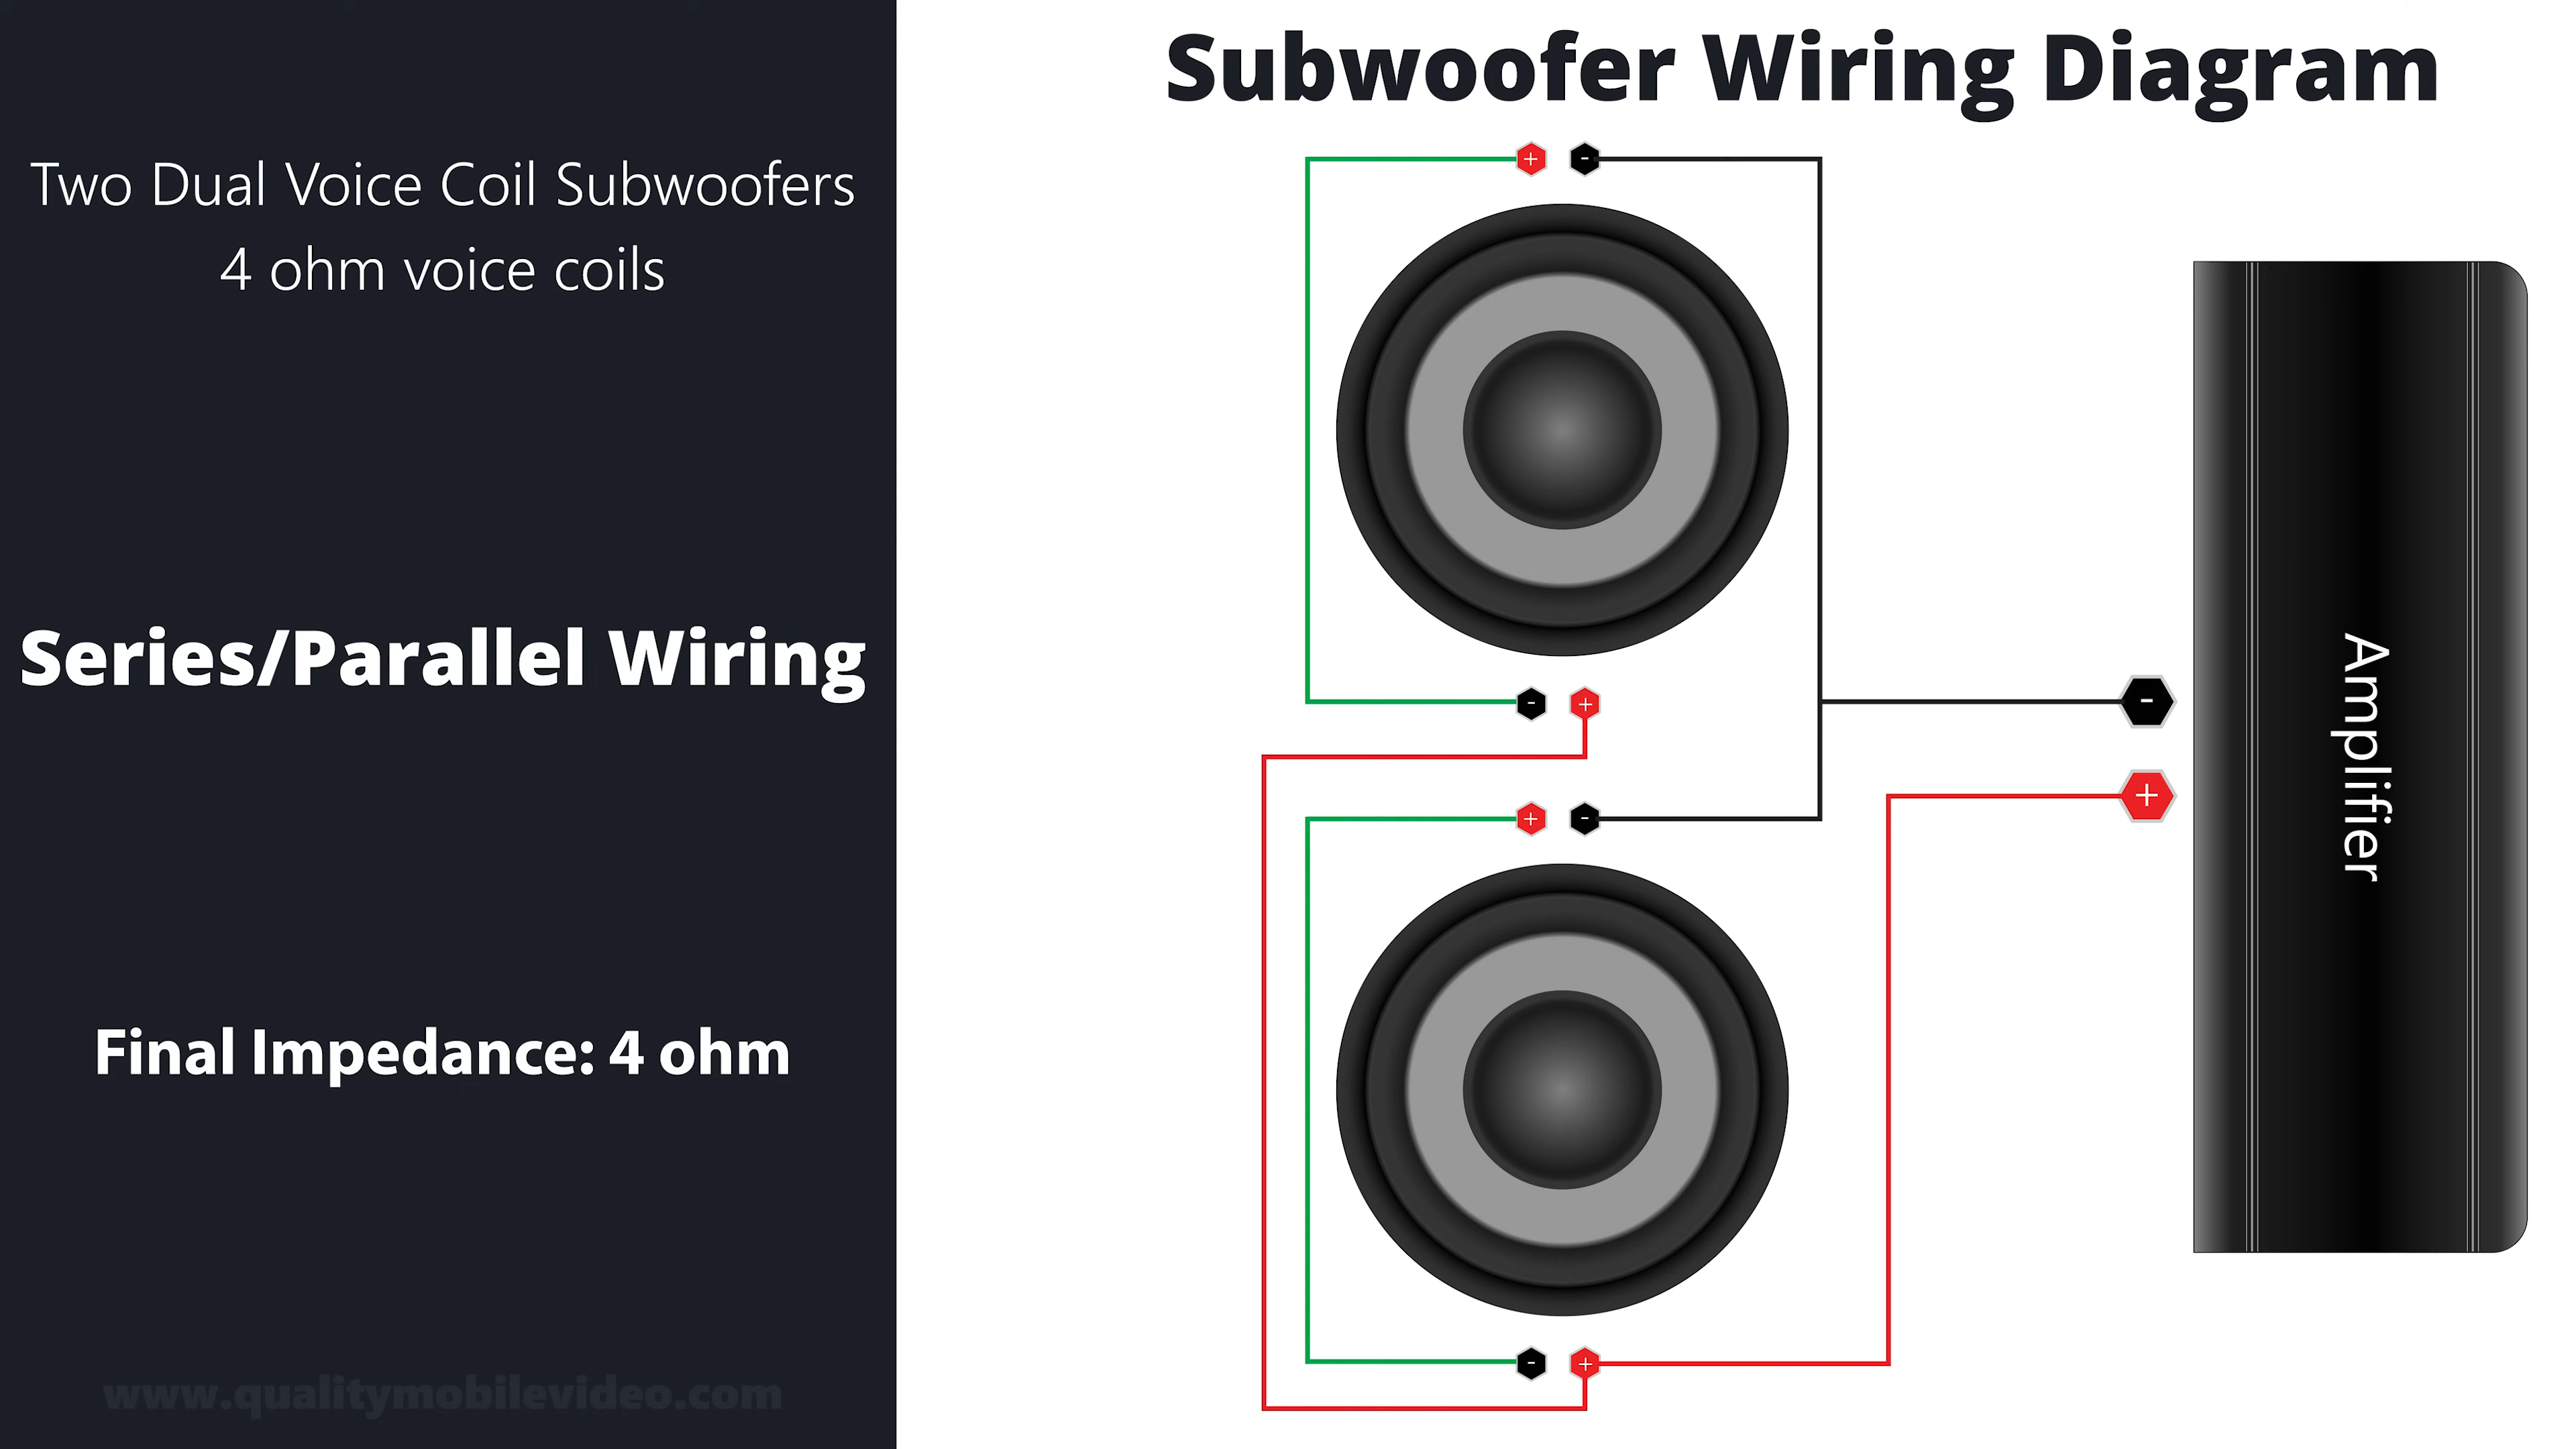 Subwoofer Wiring Diagram
Two Dual Voice Coil Subwoofers
4 ohm voice coils
Series/Parallel Wiring
Final Impedance: 4 ohm
www.qualitymobilevideo.com
+ -
- +
+ -
- +
-
+
Amplifier